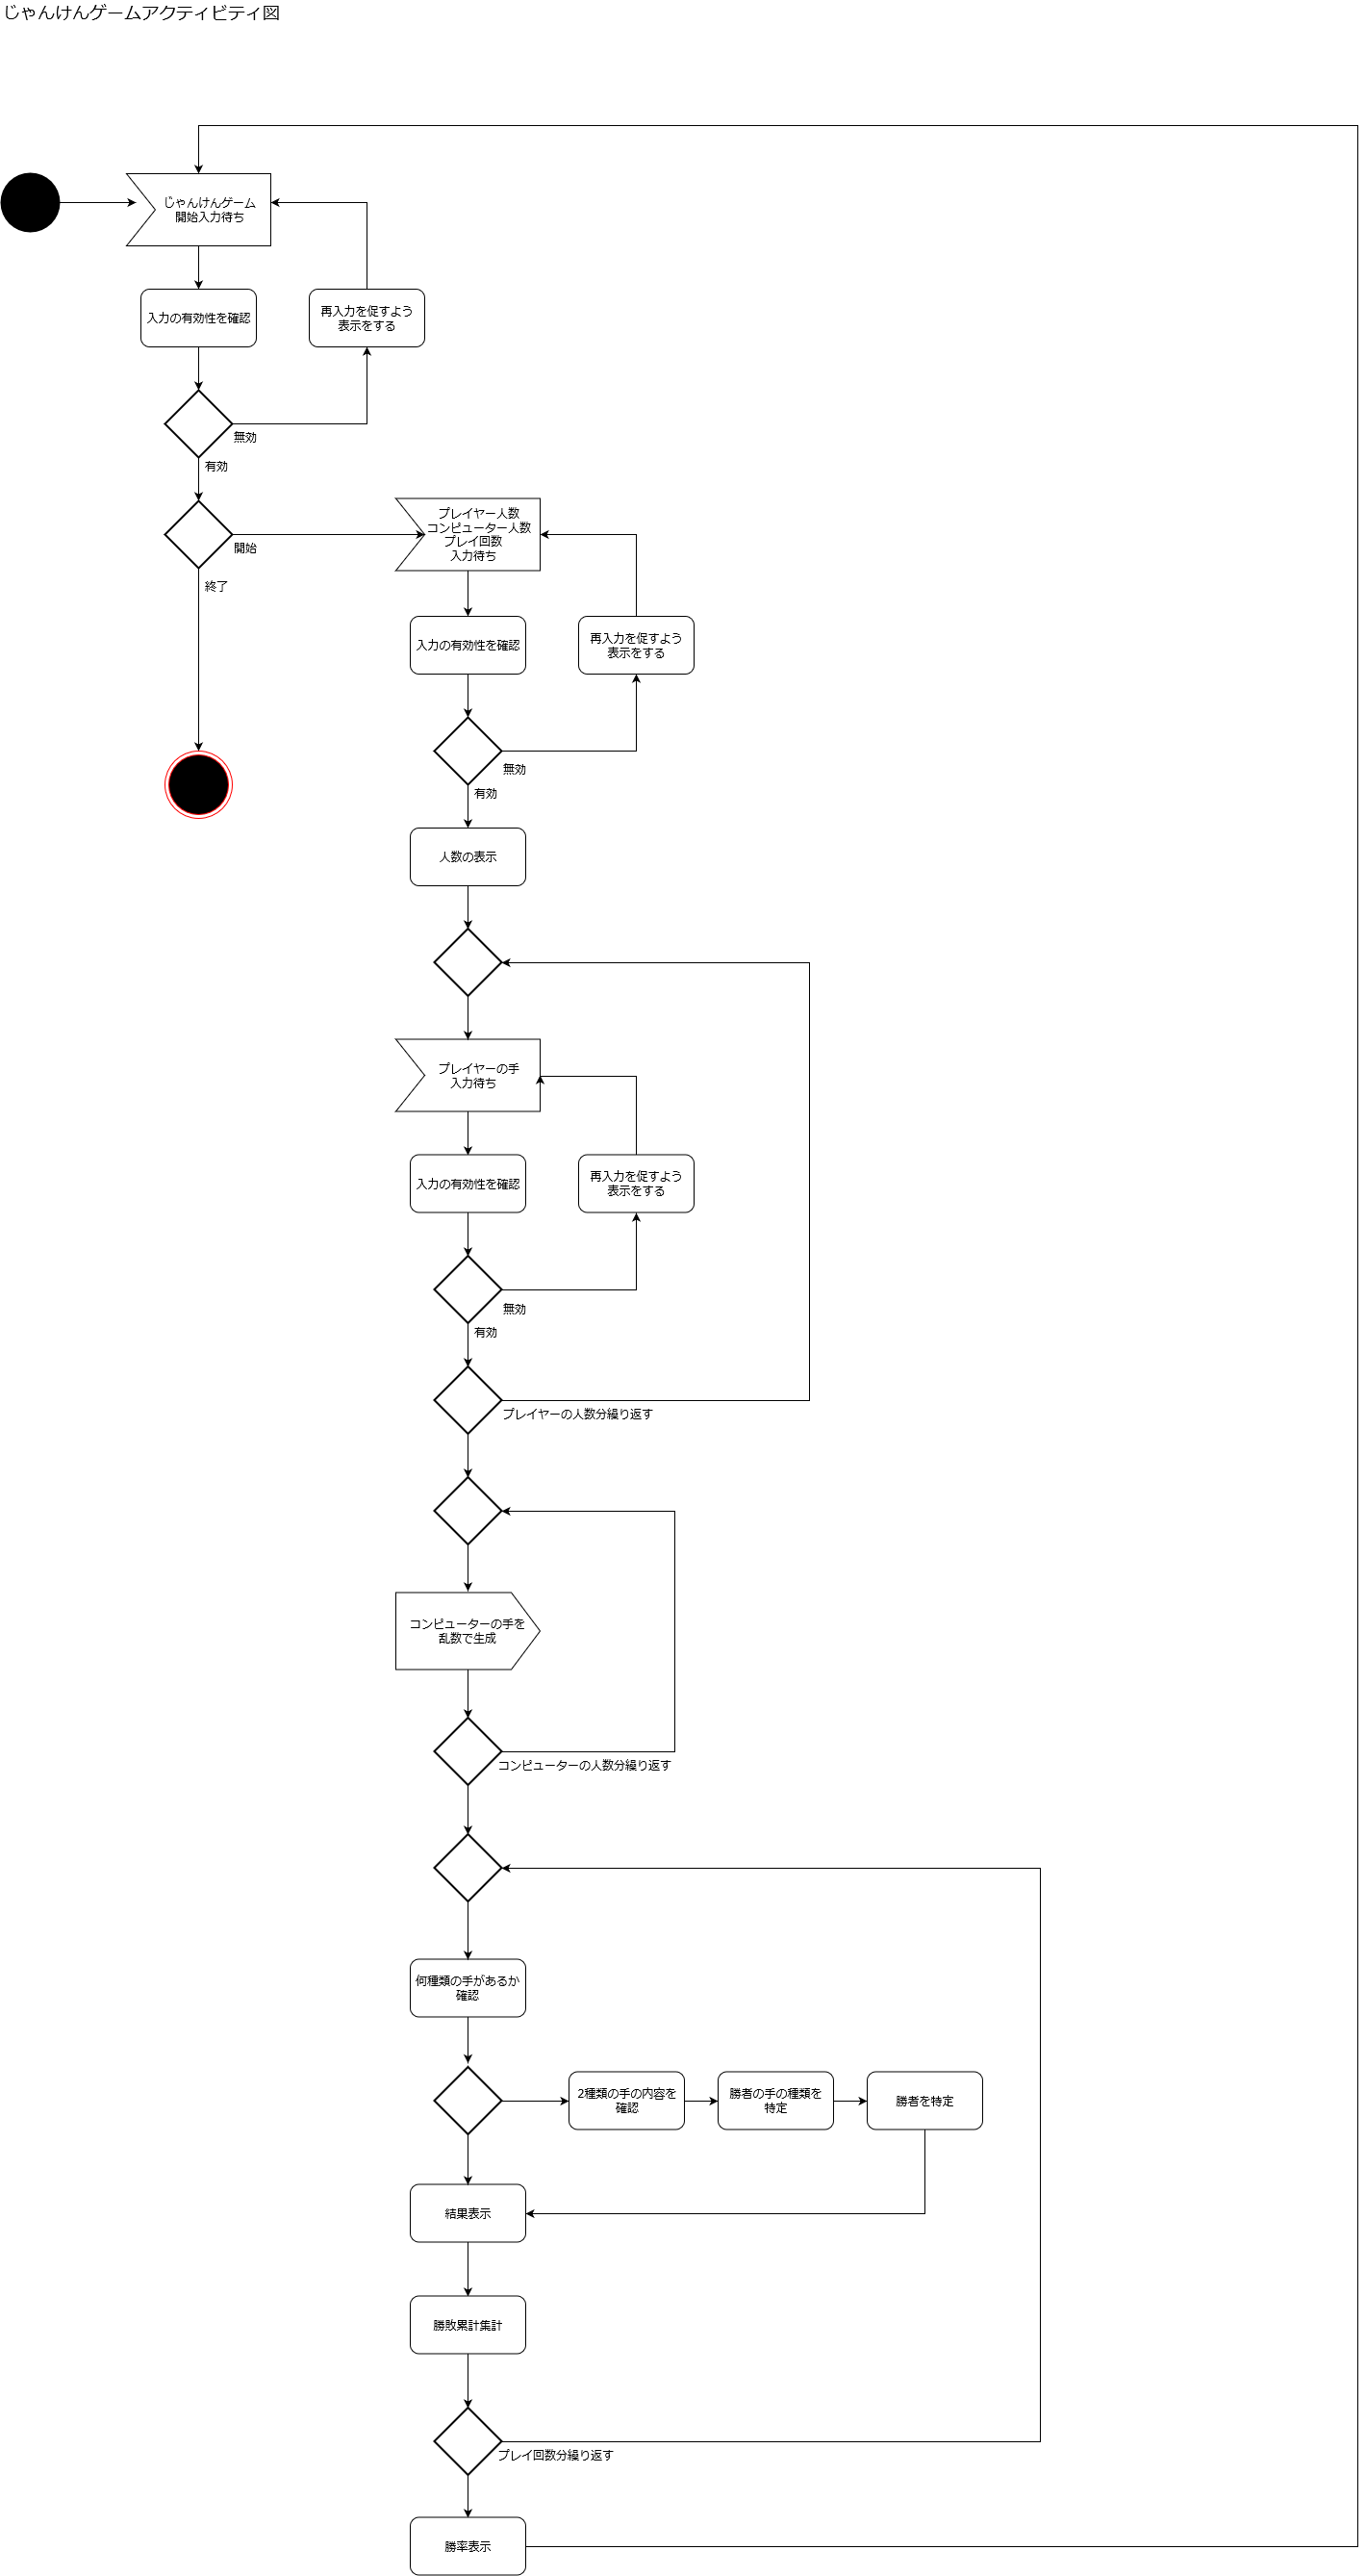 じゃんけんゲームアクティビティ図
じゃんけんゲーム
開始入力待ち
入力の有効性を確認
再入力を促すよう
表示をする
無効
有効
開始
終了
プレイヤー人数
コンピューター人数
プレイ回数
入力待ち
入力の有効性を確認
再入力を促すよう
表示をする
無効
有効
人数の表示
プレイヤーの手
入力待ち
入力の有効性を確認
再入力を促すよう
表示をする
無効
有効
プレイヤーの人数分繰り返す
コンピューターの手を
乱数で生成
コンピューターの人数分繰り返す
何種類の手があるか
確認
2種類の手の内容を
確認
勝者の手の種類を
特定
勝者を特定
結果表示
勝敗累計集計
プレイ回数分繰り返す
勝率表示